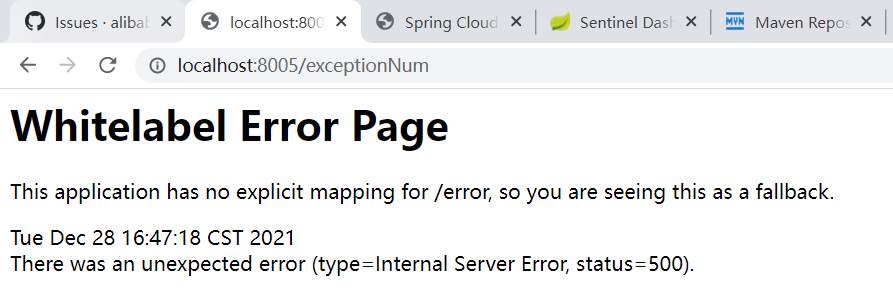 Issues · alibal
localhost:800
Spring Cloud
Sentinel Dash
MVN Maven Repos
localhost:8005/exceptionNum
Whitelabel Error Page
This application has no explicit mapping for /error, so you are seeing this as a fallback.
Tue Dec 28 16:47:18 CST 2021
There was an unexpected error (type=Internal Server Error, status=500).